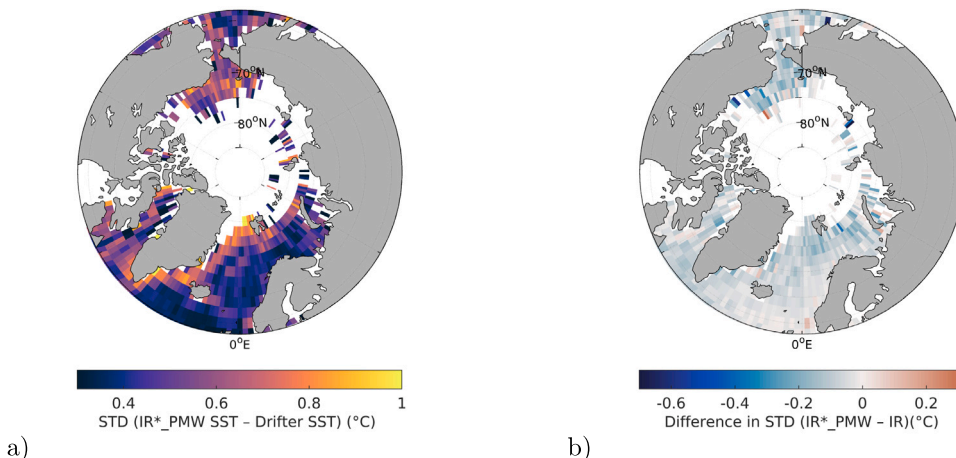 70°N
80°N
0°E
0.4 0.6 0.8 1
STD (IR*_PMW SST – Drifter SST) (°C)
a)
70°N
80°N
0°E
-0.6 -0.4 -0.2 0 0.2
Difference in STD (IR*_PMW – IR)(°C)
b)